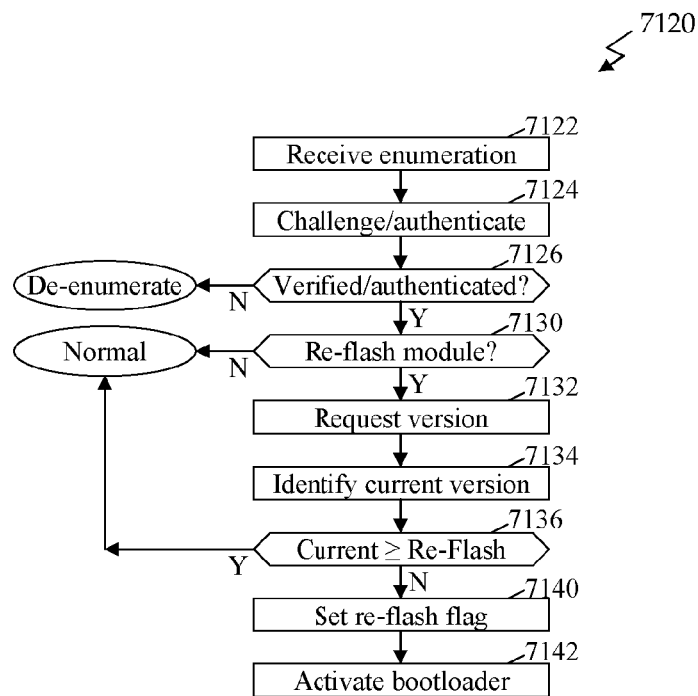 7120
7122
Receive enumeration
7124
Challenge/authenticate
7126
De-enumerate
N
Verified/authenticated?
Y
7130
Normal
N
Re-flash module?
Y
7132
Request version
7134
Identify current version
7136
Y
Current ≥ Re-Flash
N
7140
Set re-flash flag
7142
Activate bootloader